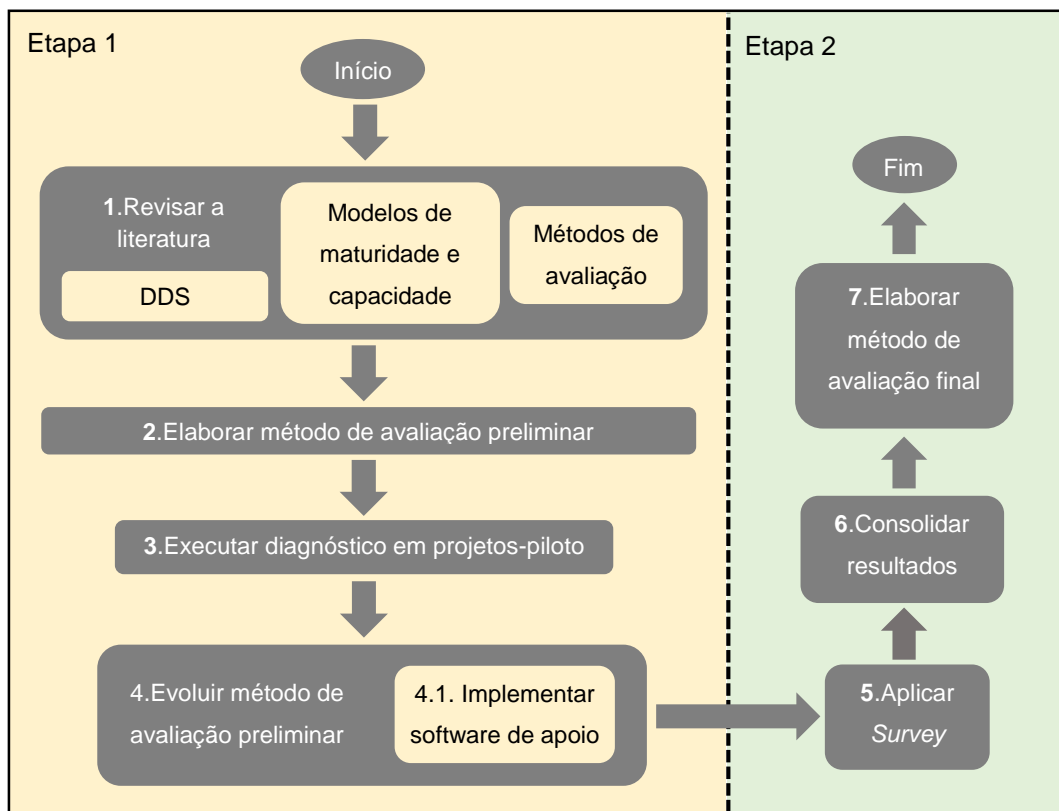 Etapa 1
Início
1.Revisar a
literatura
DDS
Modelos de
maturidade e
capacidade
Métodos de
avaliação
2.Elaborar método de avaliação preliminar
3.Executar diagnóstico em projetos-piloto
4.Evoluir método de
avaliação preliminar
4.1. Implementar
software de apoio
Etapa 2
5.Aplicar
Survey
6.Consolidar
resultados
7.Elaborar
método de
avaliação final
Fim